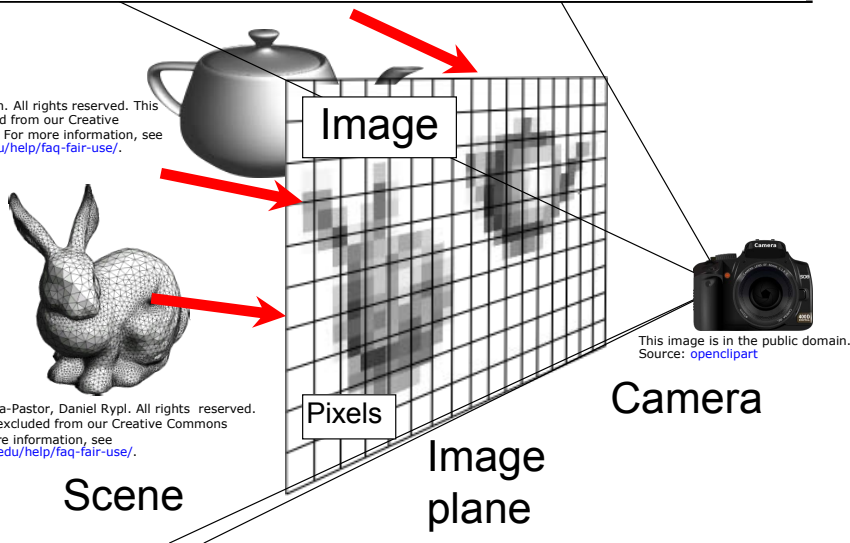 n. All rights reserved. This
d from our Creative
For more information, see
u/help/faq-fair-use/.
Image
Camera
400D
This image is in the public domain.
Source: openclipart
Camera
a-Pastor, Daniel Rypl. All rights reserved.
excluded from our Creative Commons
re information, see
edu/help/faq-fair-use/.
Pixels
Image
plane
Scene